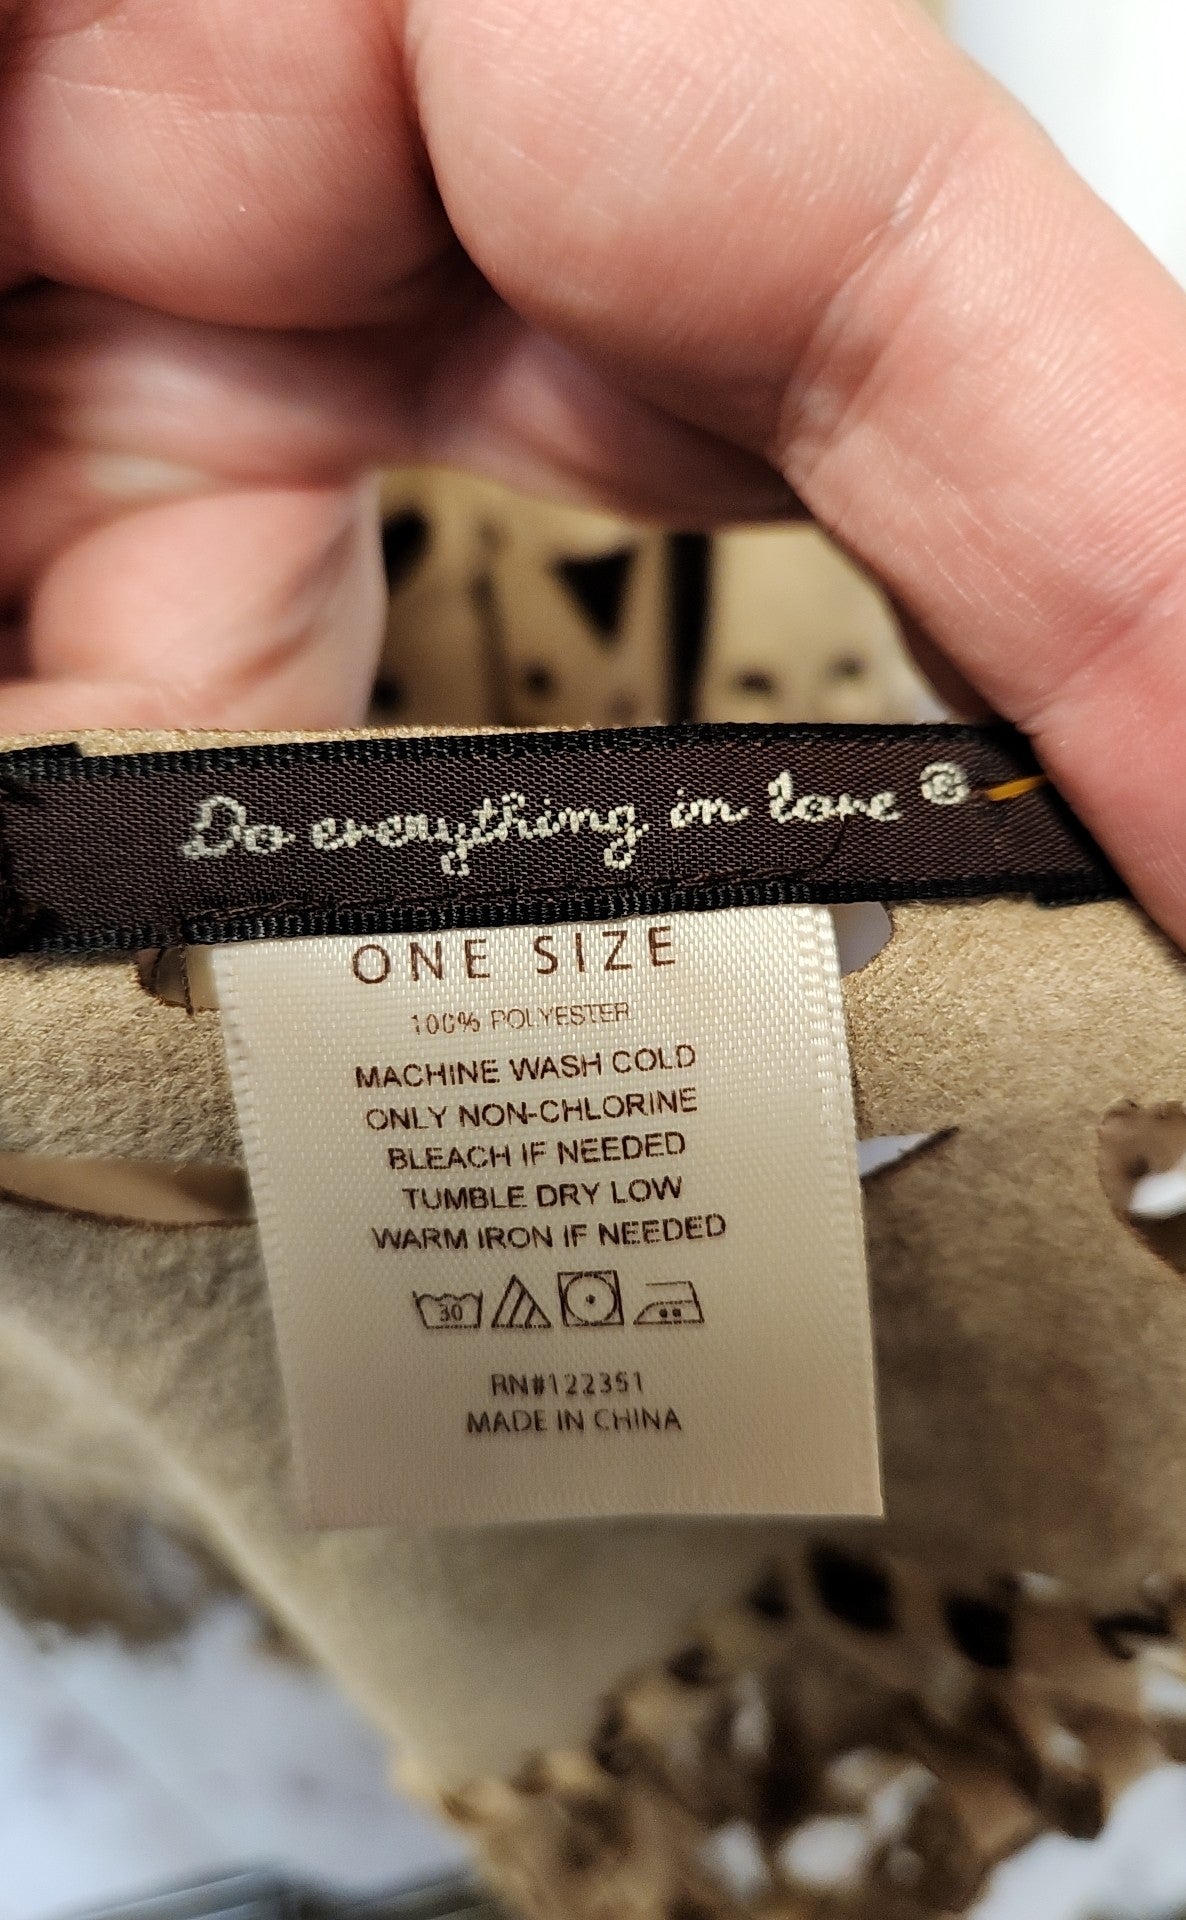 Do everything in love ®
ONE SIZE
100% POLYESTER
MACHINE WASH COLD
ONLY NON-CHLORINE
BLEACH IF NEEDED
TUMBLE DRY LOW
WARM IRON IF NEEDED
30
RN#122351
MADE IN CHINA